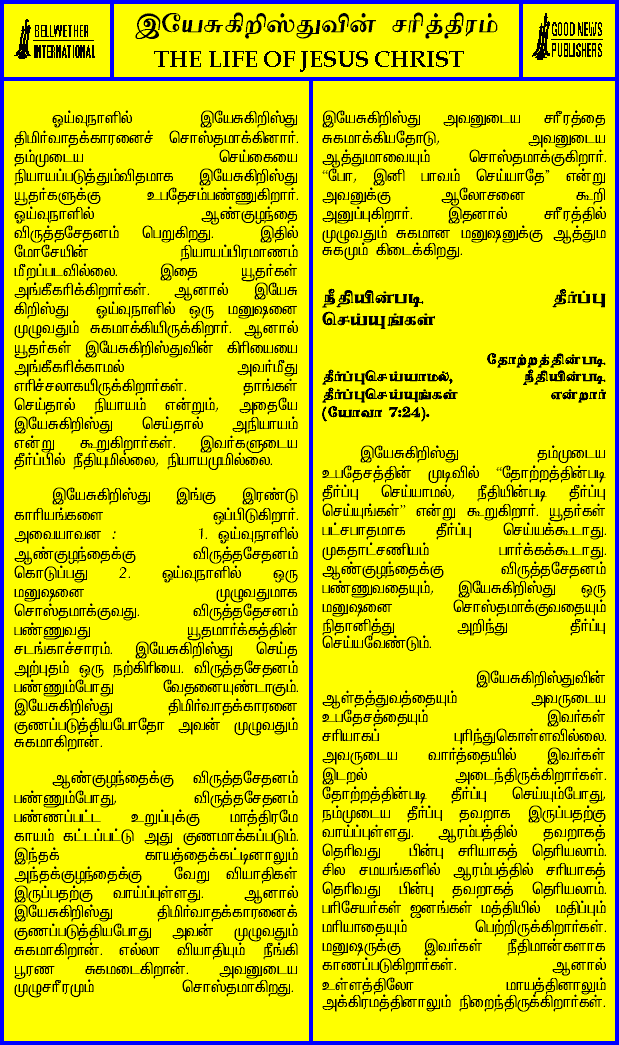 BELLWETHER
INTERNATIONAL
இயேசுகிறிஸ்துவின் சரித்திரம்
THE LIFE OF JESUS CHRIST
GOOD NEWS
PUBLISHERS
ஓய்வுநாளில் இயேசுகிறிஸ்து
திமிர்வாதக்காரனைச் சொஸ்தமாக்கினார்.
தம்முடைய செய்கையை
நியாயப்படுத்தும்விதமாக இயேசுகிறிஸ்து
யூதர்களுக்கு உபதேசம்பண்ணுகிறார்.
ஓய்வுநாளில் ஆண்குழந்தை
விருத்தசேதனம் பெறுகிறது. இதில்
மோசேயின் நியாயப்பிரமாணம்
மீறப்படவில்லை. இதை யூதர்கள்
அங்கீகரிக்கிறார்கள். ஆனால் இயேசு
கிறிஸ்து ஓய்வுநாளில் ஒரு மனுஷனை
முழுவதும் சுகமாக்கியிருக்கிறார். ஆனால்
யூதர்கள் இயேசுகிறிஸ்துவின் கிரியையை
அங்கீகரிக்காமல் அவர்மீது
எரிச்சலாகயிருக்கிறார்கள். தாங்கள்
செய்தால் நியாயம் என்றும், அதையே
இயேசுகிறிஸ்து செய்தால் அநியாயம்
என்று கூறுகிறார்கள். இவர்களுடைய
தீர்ப்பில் நீதியுமில்லை, நியாயமுமில்லை.
இயேசுகிறிஸ்து இங்கு இரண்டு
காரியங்களை ஒப்பிடுகிறார்.
அவையாவன : 1. ஓய்வுநாளில்
ஆண்குழந்தைக்கு விருத்தசேதனம்
கொடுப்பது 2. ஓய்வுநாளில் ஒரு
மனுஷனை முழுவதுமாக
சொஸ்தமாக்குவது. விருத்ததேசனம்
பண்ணுவது யூதமார்க்கத்தின்
சடங்காச்சாரம். இயேசுகிறிஸ்து செய்த
அற்புதம் ஒரு நற்கிரியை. விருத்சேதனம்
பண்ணும்போது வேதனையுண்டாகும்.
இயேசுகிறிஸ்து திமிர்வாதக்காரனை
குணப்படுத்தியபோதோ அவன் முழுவதும்
சுகமாகிறான்.
ஆண்குழந்தைக்கு விருத்தசேதனம்
பண்ணும்போது, விருத்தசேதனம்
பண்ணப்பட்ட உறுப்புக்கு மாத்திரமே
காயம் கட்டப்பட்டு அது குணமாக்கப்படும்.
இந்தக் காயத்தைக்கட்டினாலும்
அந்தக்குழந்தைக்கு வேறு வியாதிகள்
இருப்பதற்கு வாய்ப்புள்ளது. ஆனால்
இயேசுகிறிஸ்து திமிர்வாதக்காரனைக்
குணப்படுத்தியபோது அவன் முழுவதும்
சுகமாகிறான். எல்லா வியாதியும் நீங்கி
பூரண சுகமடைகிறான். அவனுடைய
முழுசரீரமும் சொஸ்தமாகிறது.
இயேசுகிறிஸ்து அவனுடைய சரீரத்தை
சுகமாக்கியதோடு, அவனுடைய
ஆத்துமாவையும் சொஸ்தமாக்குகிறார்.
“போ, இனி பாவம் செய்யாதே” என்று
அவனுக்கு ஆலோசனை கூறி
அனுப்புகிறார். இதனால் சரீரத்தில்
முழுவதும் சுகமான மனுஷனுக்கு ஆத்தும
சுகமும் கிடைக்கிறது.
நீதியின்படி தீர்ப்பு
செய்யுங்கள்
தோற்றத்தின்படி
தீர்ப்புசெய்யாமல், நீதியின்படி
தீர்ப்புசெய்யுங்கள் என்றார்
(யோவா 7:24).
இயேசுகிறிஸ்து தம்முடைய
உபதேசத்தின் முடிவில் “தோற்றத்தின்படி
தீர்ப்பு செய்யாமல், நீதியின்படி தீர்ப்பு
செய்யுங்கள்” என்று கூறுகிறார். யூதர்கள்
பட்சபாதமாக தீர்ப்பு செய்யக்கூடாது.
முகதாட்சணியம் பார்க்கக்கூடாது.
ஆண்குழந்தைக்கு விருத்தசேதனம்
பண்ணுவதையும், இயேசுகிறிஸ்து ஒரு
மனுஷனை சொஸ்தமாக்குவதையும்
நிதானித்து அறிந்து தீர்ப்பு
செய்யவேண்டும்.
இயேசுகிறிஸ்துவின்
ஆள்தத்துவத்தையும் அவருடைய
உபதேசத்தையும் இவர்கள்
சரியாகப் புரிந்துகொள்ளவில்லை.
அவருடைய வார்த்தையில் இவர்கள்
இடறல் அடைந்திருக்கிறார்கள்.
தோற்றத்தின்படி தீர்ப்பு செய்யும்போது,
நம்முடைய தீர்ப்பு தவறாக இருப்பதற்கு
வாய்ப்புள்ளது. ஆரம்பத்தில் தவறாகத்
தெரிவது பின்பு சரியாகத் தெரியலாம்.
சில சமயங்களில் ஆரம்பத்தில் சரியாகத்
தெரிவது பின்பு தவறாகத் தெரியலாம்.
பரிசேயர்கள் ஜனங்கள் மத்தியில் மதிப்பும்
மரியாதையும் பெற்றிருக்கிறார்கள்.
மனுஷருக்கு இவர்கள் நீதிமான்களாக
காணப்படுகிறார்கள். ஆனால்
உள்ளத்திலோ மாயத்தினாலும்
அக்கிரமத்தினாலும் நிறைந்திருக்கிறார்கள்.